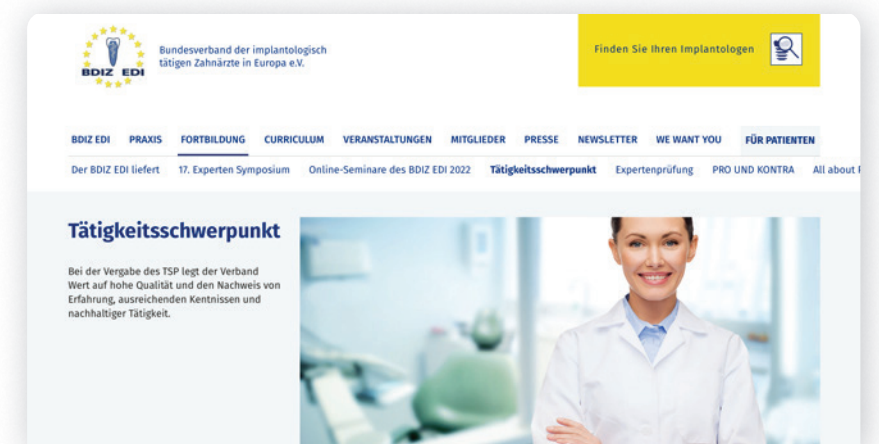 BDIZ EDI
Bundesverband der implantologisch
tätigen Zahnärzte in Europa e.V.
Finden Sie Ihren Implantologen
BDIZ EDI PRAXIS FORTBILDUNG CURRICULUM VERANSTALTUNGEN MITGLIEDER PRESSE NEWSLETTER WE WANT YOU FÜR PATIENTEN
Der BDIZ EDI liefert 17. Experten Symposium Online-Seminare des BDIZ EDI 2022 Tätigkeitsschwerpunkt Expertenprüfung PRO UND KONTRA All about
Tätigkeitsschwerpunkt
Bei der Vergabe des TSP legt der Verband
Wert auf hohe Qualität und den Nachweis von
Erfahrung, ausreichenden Kentnissen und
nachhaltiger Tätigkeit.